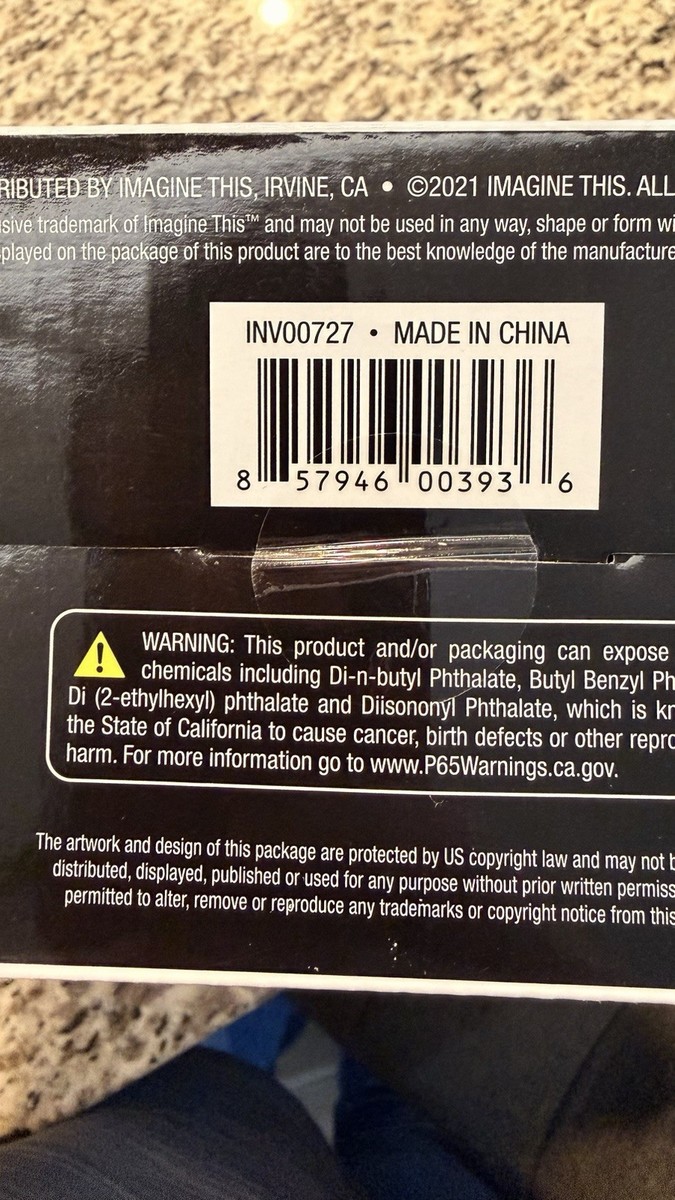 RIBUTED BY IMAGINE THIS, IRVINE, CA • ©2021 IMAGINE THIS. ALL
sive trademark of Imagine This™ and may not be used in any way, shape or form wi
played on the package of this product are to the best knowledge of the manufacture
INV00727 • MADE IN CHINA
8 57946 00393 6
WARNING: This product and/or packaging can expose
chemicals including Di-n-butyl Phthalate, Butyl Benzyl Ph
Di (2-ethylhexyl) phthalate and Diisononyl Phthalate, which is kn
the State of California to cause cancer, birth defects or other repro
harm. For more information go to www.P65Warnings.ca.gov.
The artwork and design of this package are protected by US copyright law and may not b
distributed, displayed, published or used for any purpose without prior written permiss
permitted to alter, remove or reproduce any trademarks or copyright notice from this